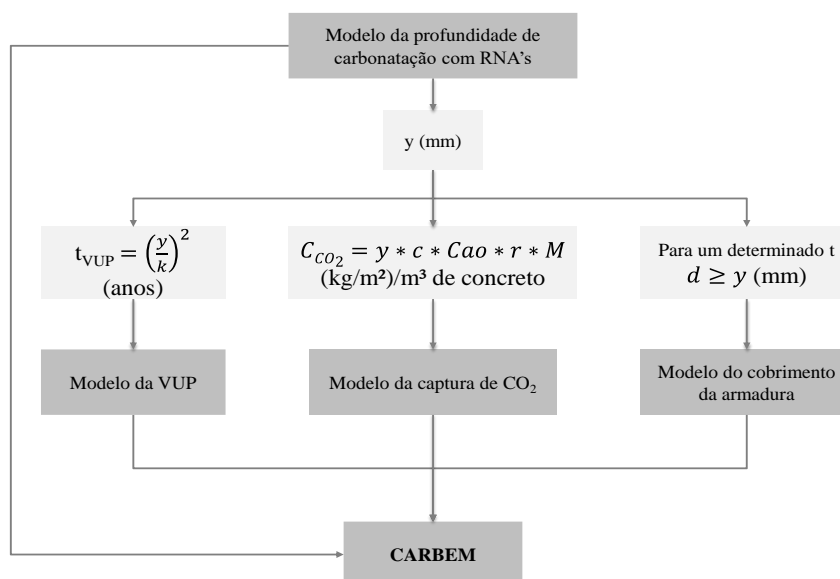 Modelo da profundidade de
carbonatação com RNA’s
y (mm)
t_VUP = (y/k)²
(anos)
C_CO₂ = y * c * Cao * r * M
(kg/m²)/m³ de concreto
Para um determinado t
d ≥ y (mm)
Modelo da VUP
Modelo da captura de CO₂
Modelo do cobrimento
da armadura
CARBEM